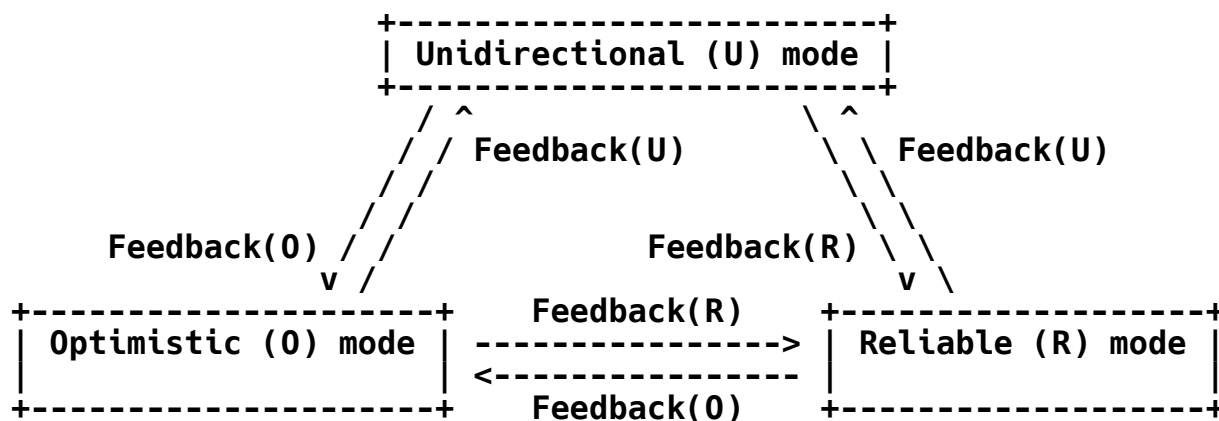 Unidirectional (U) mode
Feedback(U) Feedback(U)
Feedback(O) Feedback(R)
Feedback(R)
Optimistic (O) mode Reliable (R) mode
Feedback(O)